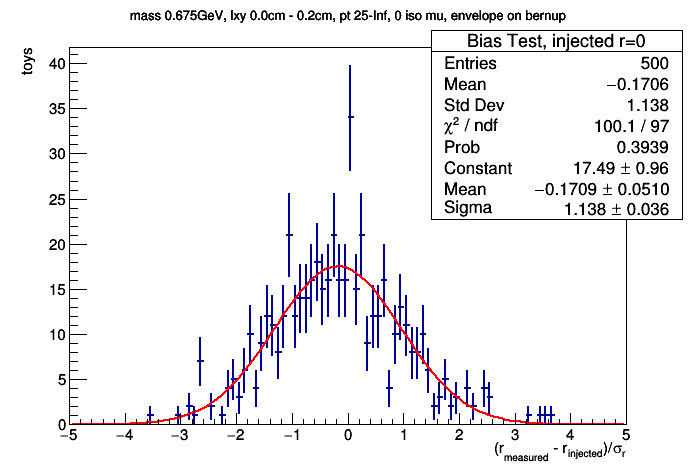 mass 0.675GeV, lxy 0.0cm - 0.2cm, pt 25-Inf, 0 iso mu, envelope on bernup
Bias Test, injected r=0
Entries 500
Mean −0.1706
Std Dev 1.138
χ² / ndf 100.1 / 97
Prob 0.3939
Constant 17.49 ± 0.96
Mean −0.1709 ± 0.0510
Sigma 1.138 ± 0.036
toys
40
35
30
25
20
15
10
5
0
−5 −4 −3 −2 −1 0 1 2 3 4 5
(r_measured - r_injected)/σ_r